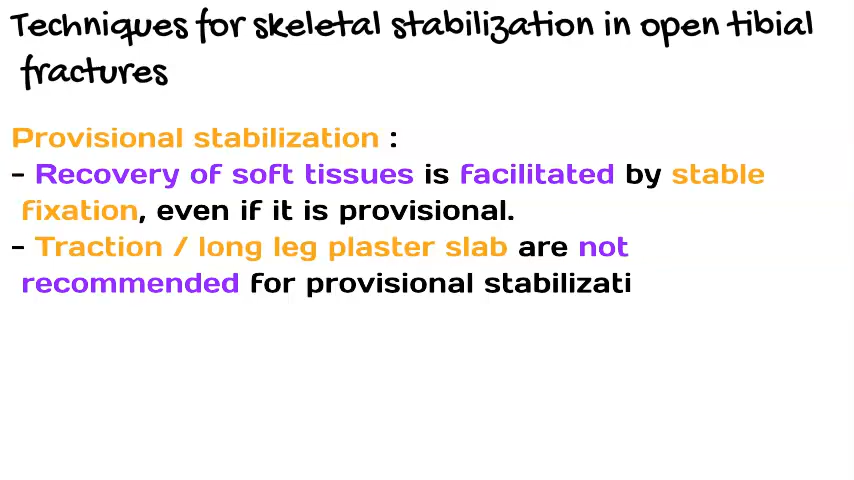 Techniques for skeletal stabilization in open tibial
fractures
Provisional stabilization :
- Recovery of soft tissues is facilitated by stable
fixation, even if it is provisional.
- Traction / long leg plaster slab are not
recommended for provisional stabilizati